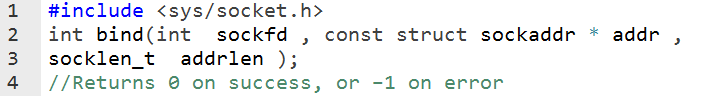 1 #include <sys/socket.h>
2 int bind(int  sockfd , const struct sockaddr * addr ,
3 socklen_t  addrlen );
4 //Returns 0 on success, or –1 on error